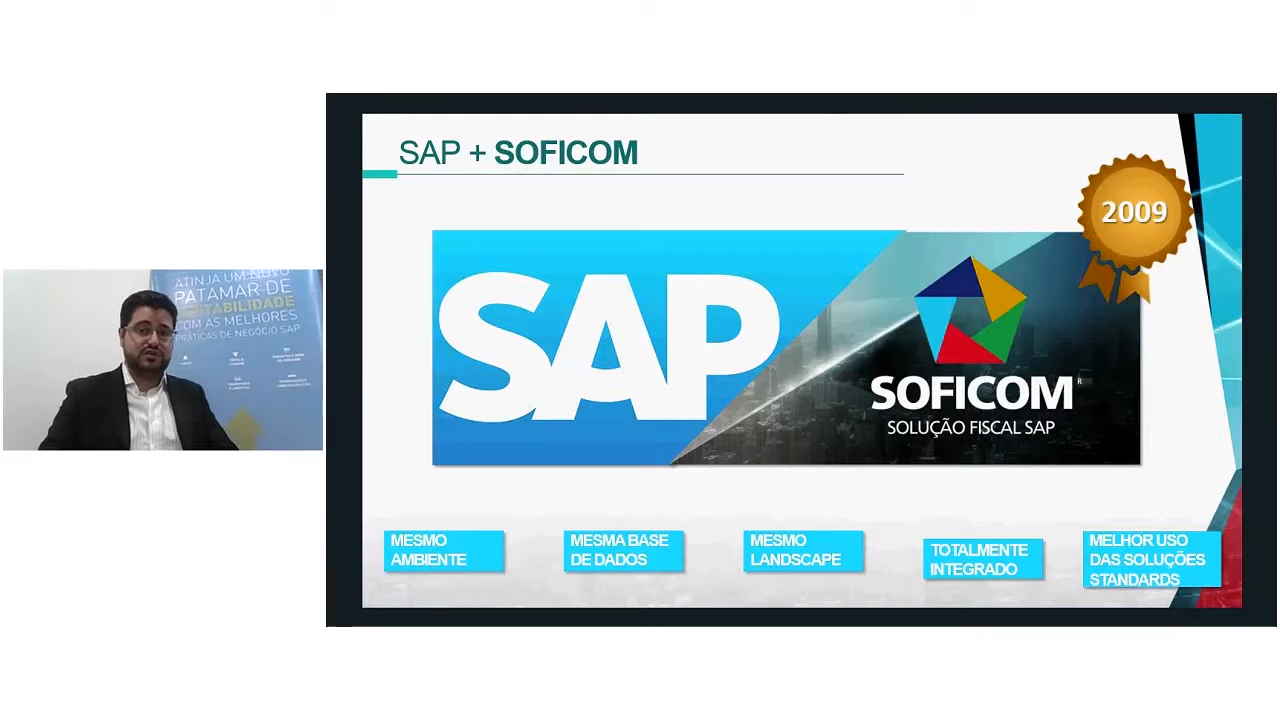 ATINJA UM NOVO
PATAMAR DE
COM AS MELHORES
PRÁTICAS DE NEGÓCIO SAP
SAP + SOFICOM
2009
SAP
SOFICOM
SOLUÇÃO FISCAL SAP
MESMO
AMBIENTE
MESMA BASE
DE DADOS
MESMO
LANDSCAPE
TOTALMENTE
INTEGRADO
MELHOR USO
DAS SOLUÇÕES
STANDARDS